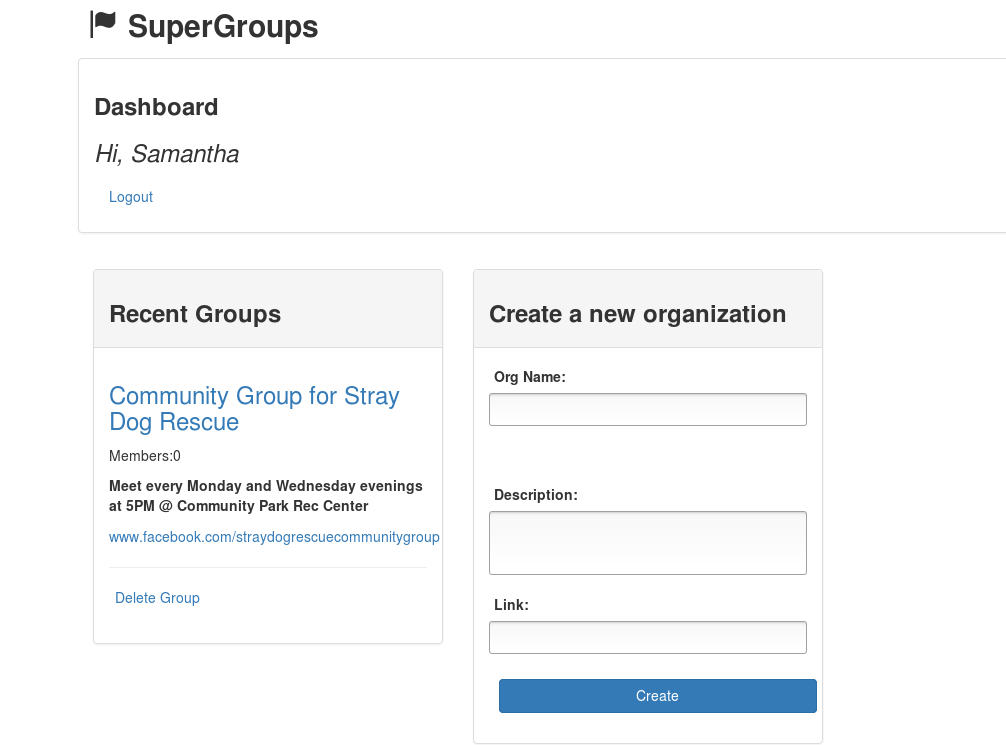 SuperGroups
Dashboard
Hi, Samantha
Logout
Recent Groups
Community Group for Stray
Dog Rescue
Members:0
Meet every Monday and Wednesday evenings
at 5PM @ Community Park Rec Center
www.facebook.com/straydogrescuecommunitygroup
Delete Group
Create a new organization
Org Name:
Description:
Link:
Create